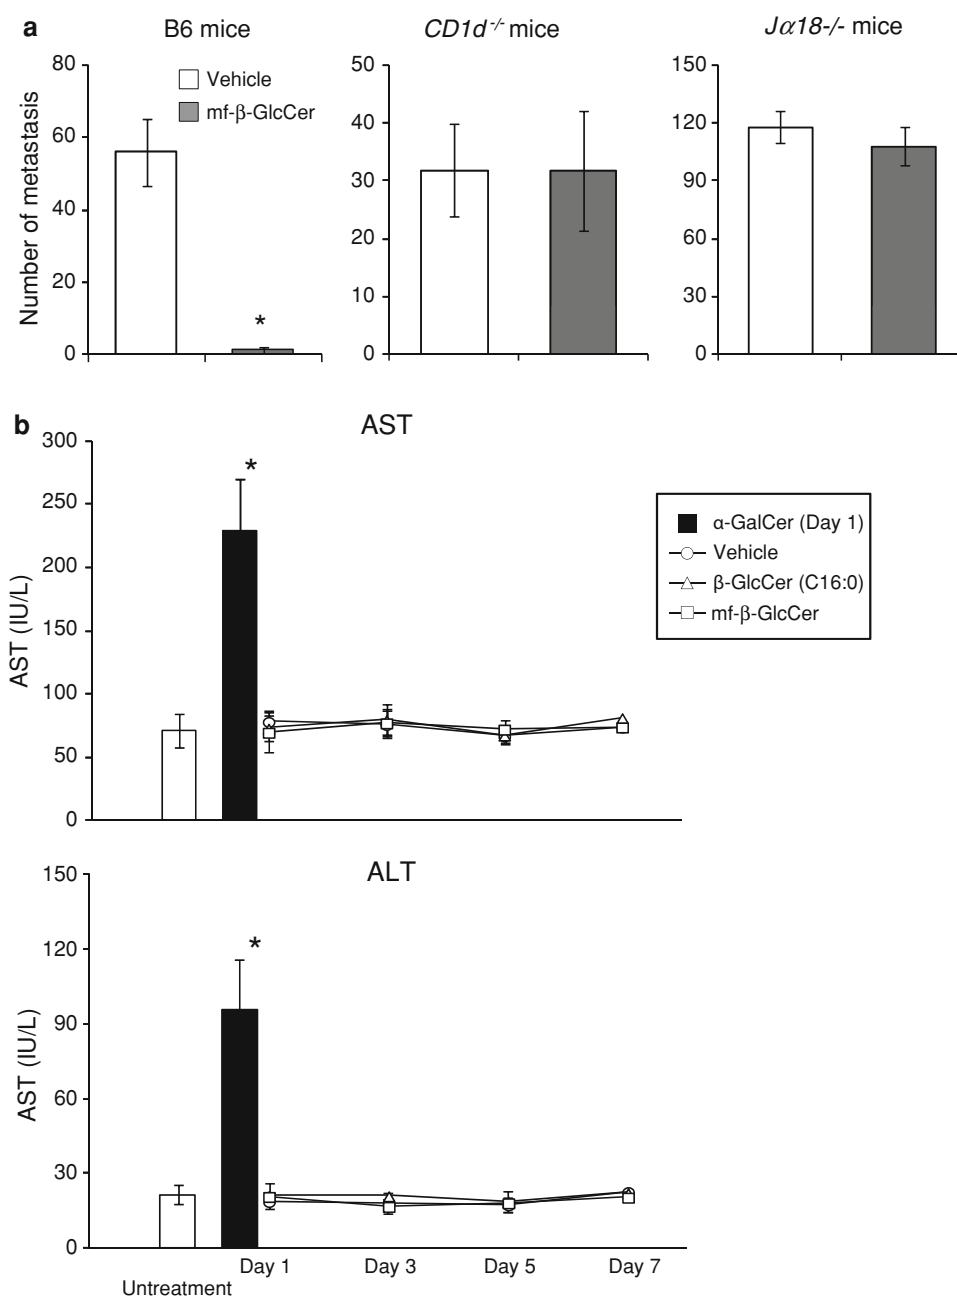 a
B6 mice
CD1d -/- mice
Jα18-/- mice
Number of metastasis
80
60
40
20
0
Vehicle
mf-β-GlcCer
*
50
40
30
20
10
0
150
120
90
60
30
0
b
AST
AST (IU/L)
300
250
200
150
100
50
0
*
α-GalCer (Day 1)
Vehicle
β-GlcCer (C16:0)
mf-β-GlcCer
ALT
AST (IU/L)
150
120
90
60
30
0
*
Untreatment
Day 1
Day 3
Day 5
Day 7